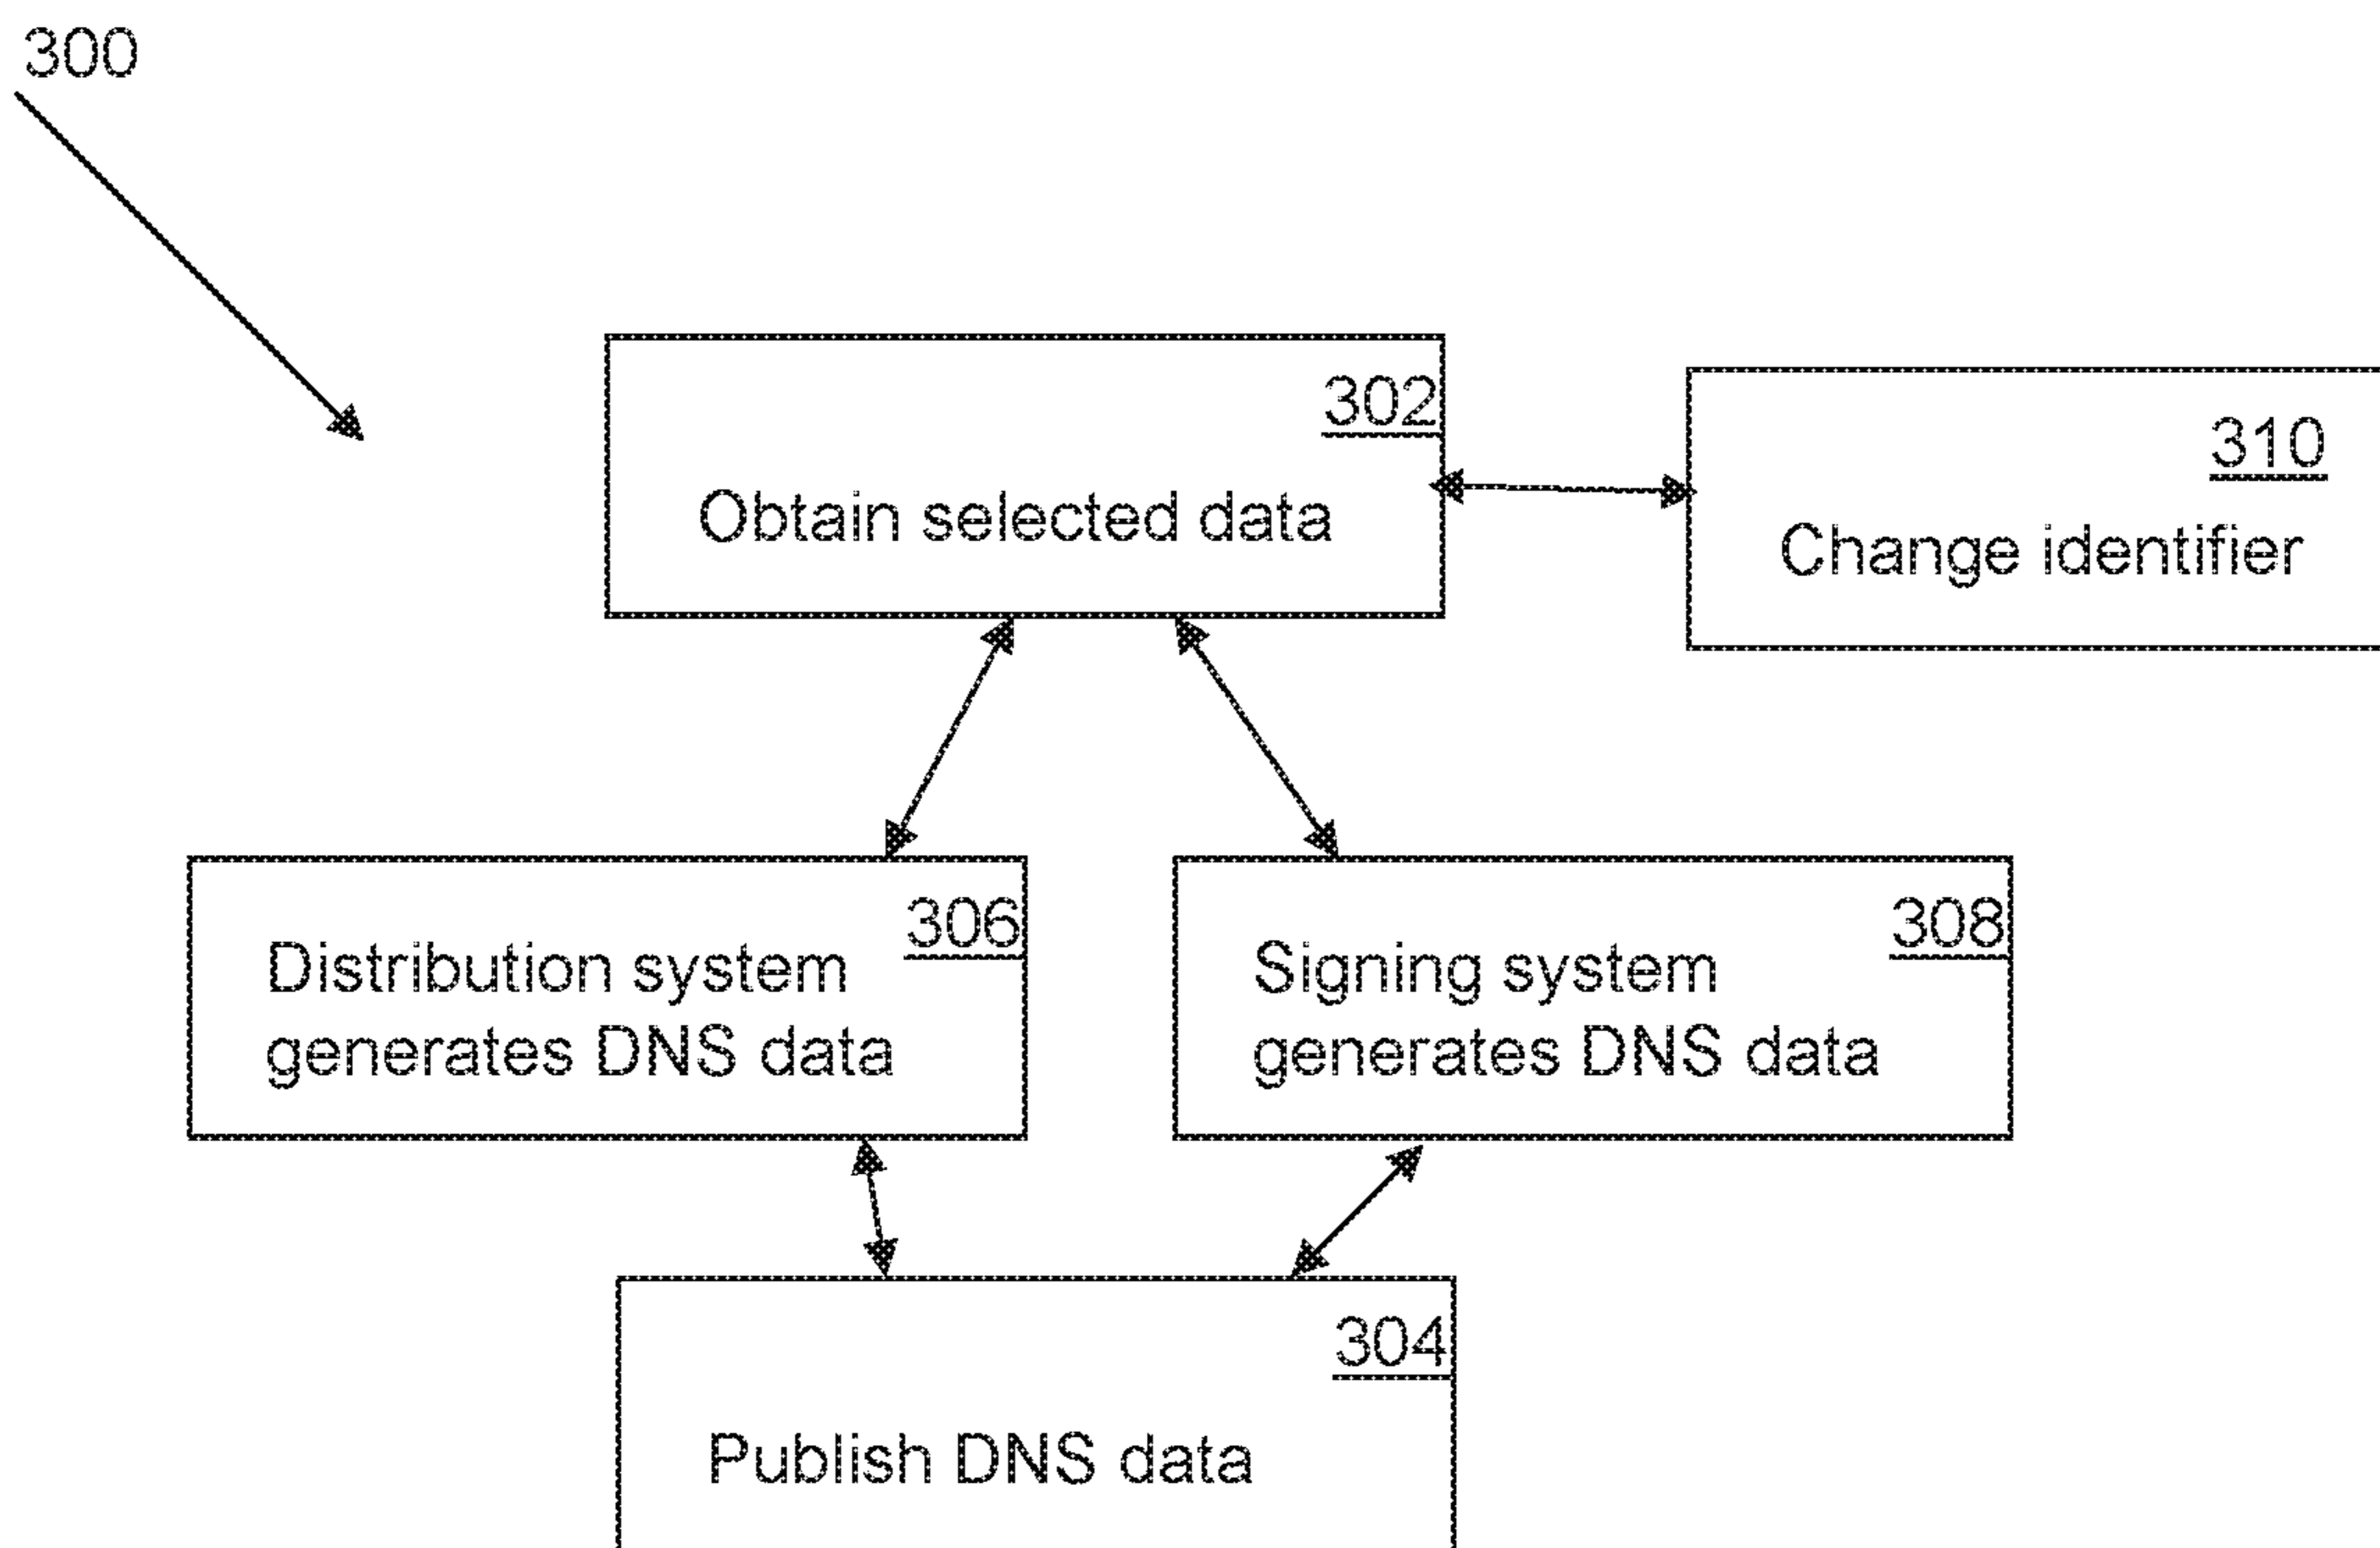 300
302
Obtain selected data
310
Change identifier
306
Distribution system
generates DNS data
308
Signing system
generates DNS data
304
Publish DNS data